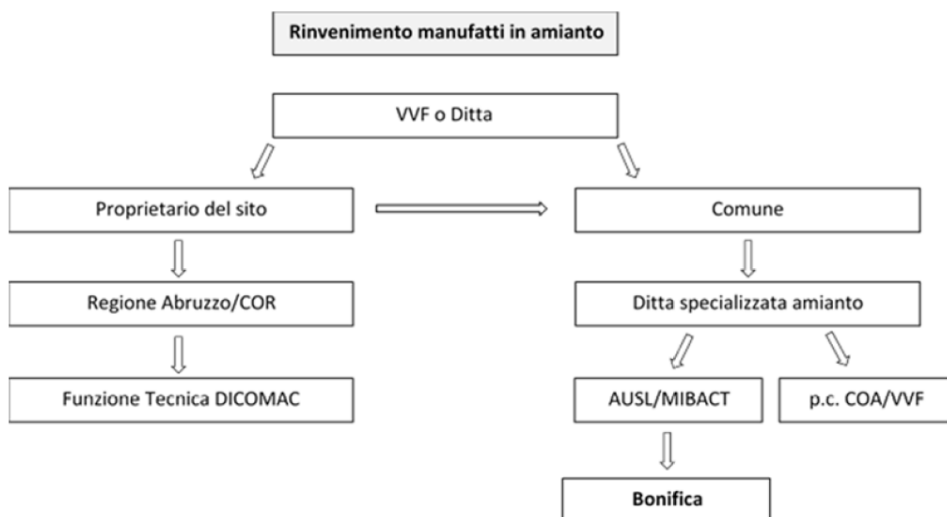 Rinvenimento manufatti in amianto
VVF o Ditta
Proprietario del sito
Comune
Regione Abruzzo/COR
Ditta specializzata amianto
Funzione Tecnica DICOMAC
AUSL/MIBACT
p.c. COA/VVF
Bonifica